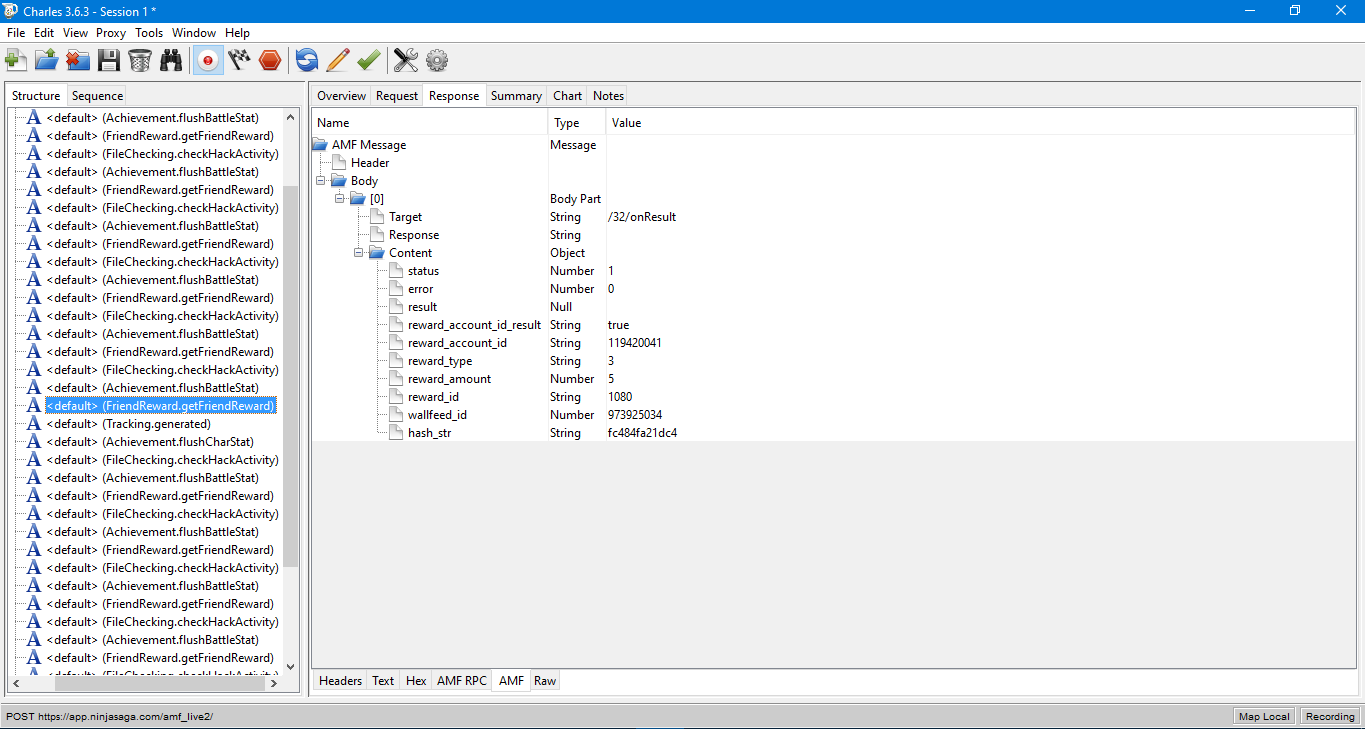 Charles 3.6.3 - Session 1 *
File Edit View Proxy Tools Window Help
Structure Sequence
<default> (Achievement.flushBattleStat)
<default> (FriendReward.getFriendReward)
<default> (FileChecking.checkHackActivity)
<default> (Achievement.flushBattleStat)
<default> (FriendReward.getFriendReward)
<default> (FileChecking.checkHackActivity)
<default> (Achievement.flushBattleStat)
<default> (FriendReward.getFriendReward)
<default> (FileChecking.checkHackActivity)
<default> (Achievement.flushBattleStat)
<default> (FriendReward.getFriendReward)
<default> (FileChecking.checkHackActivity)
<default> (Achievement.flushBattleStat)
<default> (FriendReward.getFriendReward)
<default> (FileChecking.checkHackActivity)
<default> (Achievement.flushBattleStat)
<default> (FriendReward.getFriendReward)
<default> (Tracking.generated)
<default> (Achievement.flushCharStat)
<default> (FileChecking.checkHackActivity)
<default> (Achievement.flushBattleStat)
<default> (FriendReward.getFriendReward)
<default> (FileChecking.checkHackActivity)
<default> (Achievement.flushBattleStat)
<default> (FriendReward.getFriendReward)
<default> (FileChecking.checkHackActivity)
<default> (Achievement.flushBattleStat)
<default> (FriendReward.getFriendReward)
<default> (FileChecking.checkHackActivity)
<default> (Achievement.flushBattleStat)
<default> (FriendReward.getFriendReward)
<default> (FileChecking.checkHackActivity)
Overview Request Response Summary Chart Notes
Name Type Value
AMF Message Message
Header
Body
[0] Body Part
Target String /32/onResult
Response String
Content Object
status Number 1
error Number 0
result Null
reward_account_id_result String true
reward_account_id String 119420041
reward_type String 3
reward_amount Number 5
reward_id String 1080
wallfeed_id Number 973925034
hash_str String fc484fa21dc4
Headers Text Hex AMF RPC AMF Raw
POST https://app.ninjasaga.com/amf_live2/
Map Local Recording